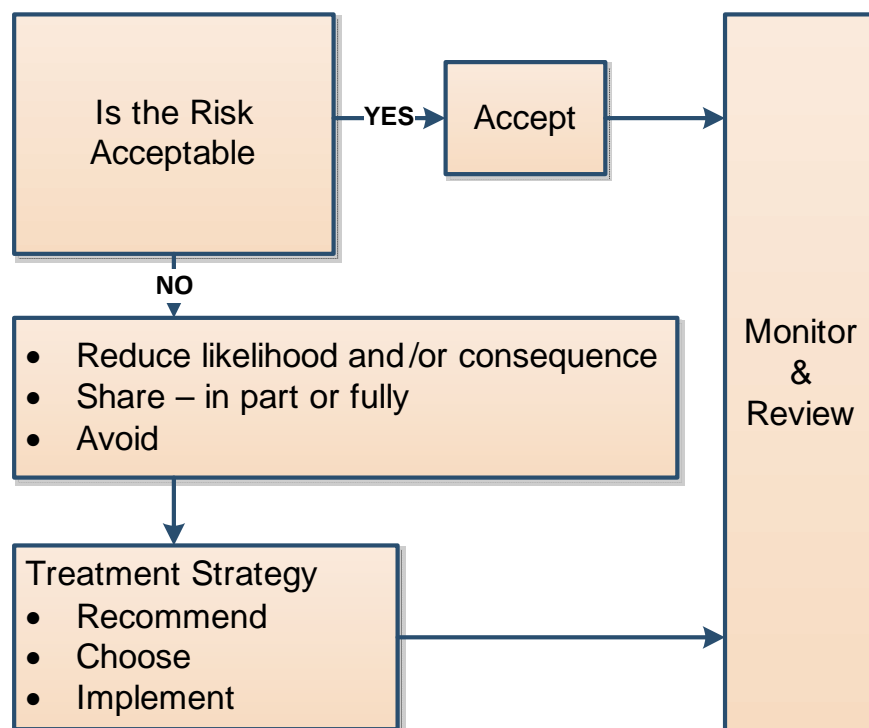 Is the Risk
Acceptable
YES
Accept
NO
• Reduce likelihood and/or consequence
• Share – in part or fully
• Avoid
Treatment Strategy
• Recommend
• Choose
• Implement
Monitor
&
Review